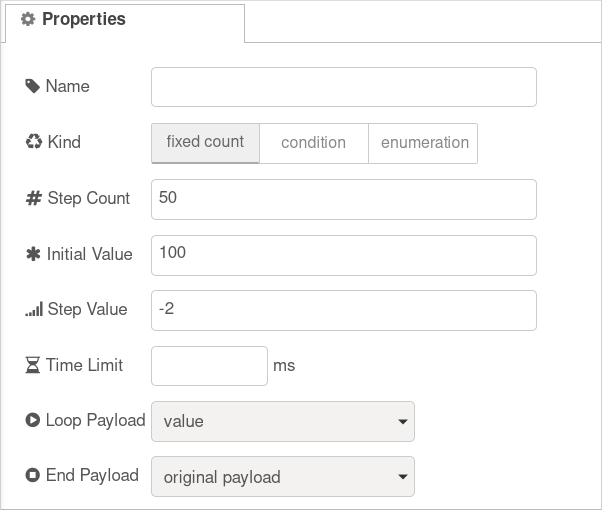 Properties
Name
Kind fixed count condition enumeration
Step Count 50
Initial Value 100
Step Value -2
Time Limit ms
Loop Payload value
End Payload original payload